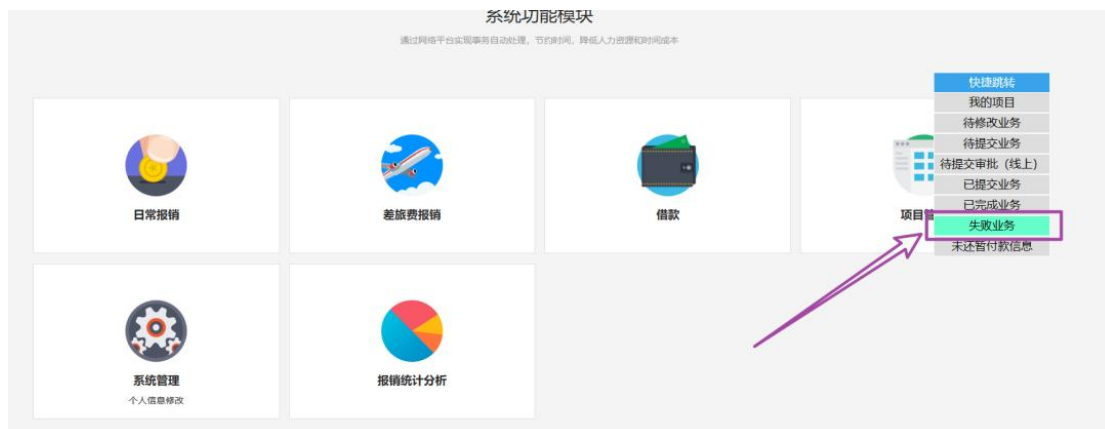 系统功能模块
通过网络平台实现事务自动处理，节约时间，降低人力资源和时间成本
快捷跳转
我的项目
待修改业务
待提交业务
待提交审批（线上）
已提交业务
已完成业务
失败业务
未还暂付款信息
日常报销
差旅费报销
借款
项目管
系统管理
个人信息修改
报销统计分析